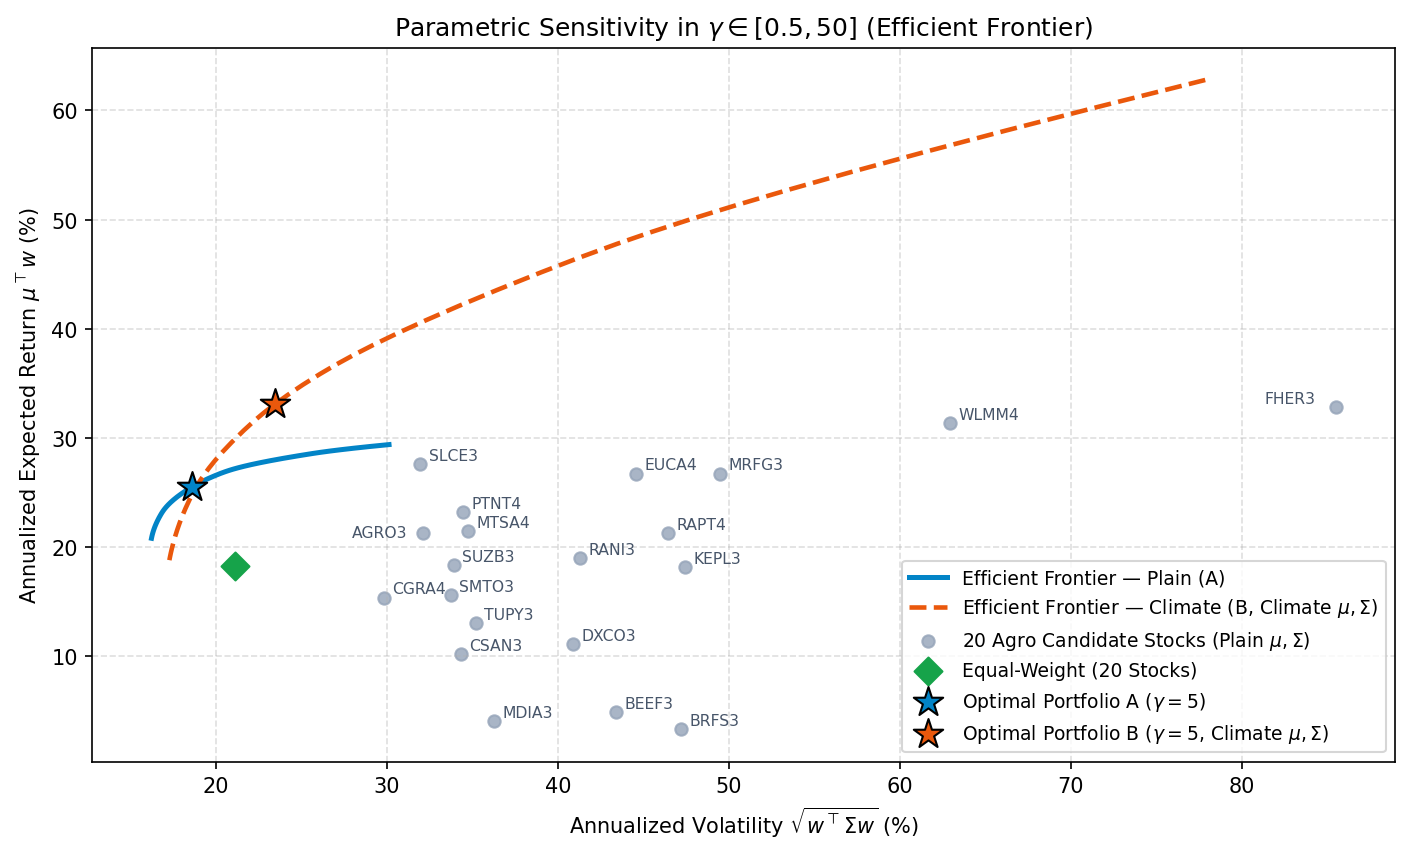 Parametric Sensitivity in γ ∈ [0.5, 50] (Efficient Frontier)
Annualized Expected Return μ⊤w (%)
60
50
40
30
20
10
FHER3
WLMM4
SLCE3
EUCA4
MRFG3
PTNT4
MTSA4
AGRO3
RAPT4
RANI3
SUZB3
KEPL3
CGRA4
SMTO3
TUPY3
DXCO3
CSAN3
MDIA3
BEEF3
BRFS3
Efficient Frontier — Plain (A)
Efficient Frontier — Climate (B, Climate μ, Σ)
20 Agro Candidate Stocks (Plain μ, Σ)
Equal-Weight (20 Stocks)
Optimal Portfolio A (γ = 5)
Optimal Portfolio B (γ = 5, Climate μ, Σ)
20 30 40 50 60 70 80
Annualized Volatility √w⊤Σw (%)